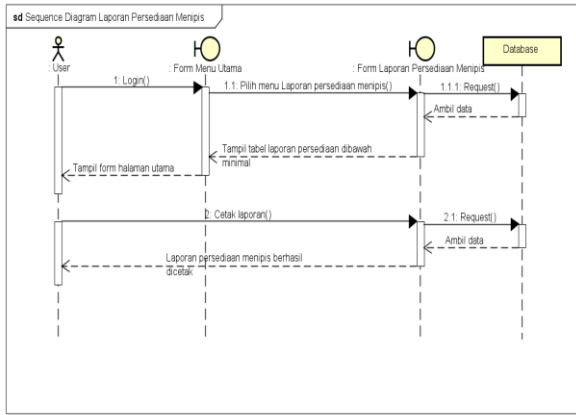 sd Sequence Diagram Laporan Persediaan Menipis
: User
: Form Menu Utama
: Form Laporan Persediaan Menipis
Database
1: Login()
1.1: Pilih menu Laporan persediaan menipis()
1.1.1: Request()
Ambil data
Tampil tabel laporan persediaan dibawah
minimal
Tampil form halaman utama
2: Cetak laporan()
2.1: Request()
Ambil data
Laporan persediaan menipis berhasil
dicetak